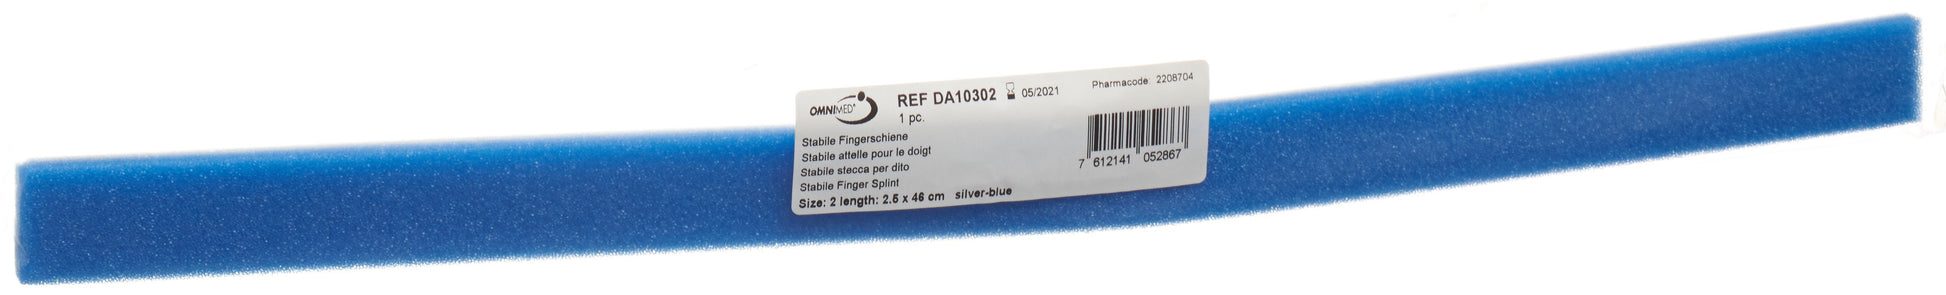 OMNIMED®
REF DA10302 05/2021
Pharmacode: 2208704
1 pc.
Stabile Fingerschiene
Stabile attelle pour le doigt
Stabile stecca per dito
Stabile Finger Splint
Size: 2 length: 2.5 x 46 cm silver-blue
7 612141 052867